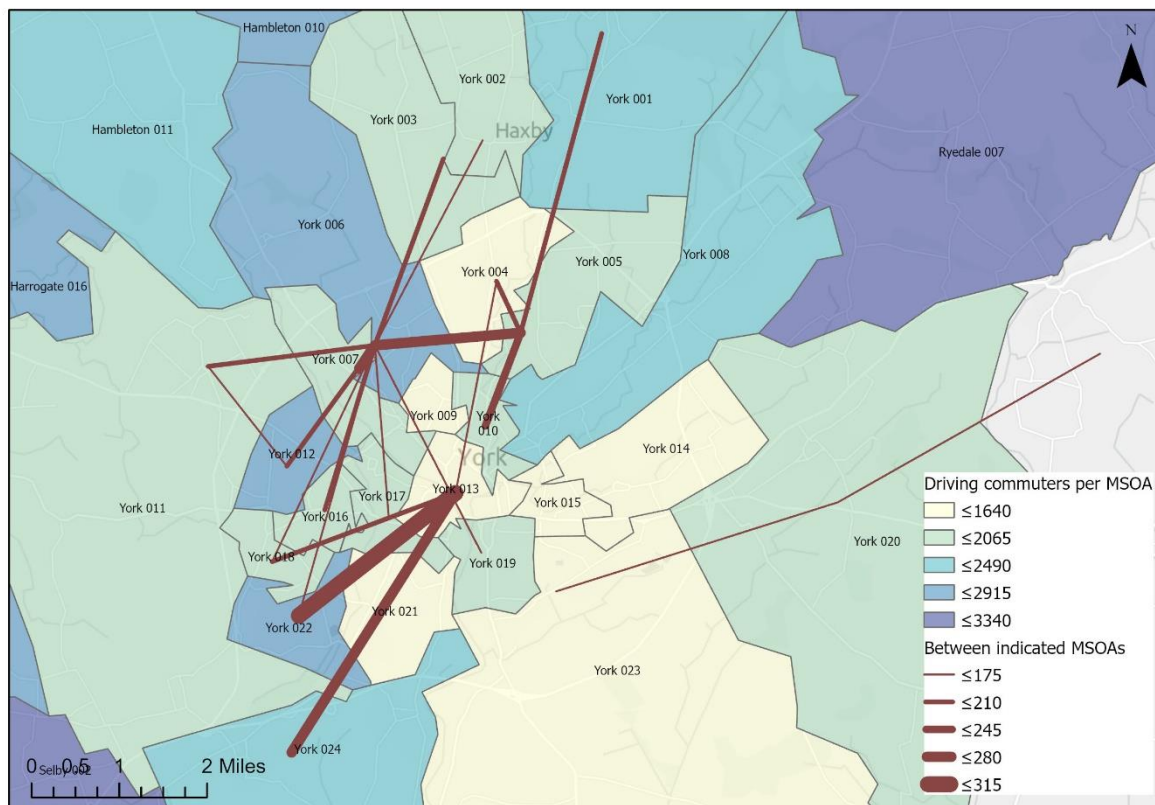 Hambleton 010
N
York 002
York 001
York 003
Haxby
Hambleton 011
Ryedale 007
York 006
York 008
York 005
York 004
Harrogate 016
York 007
York 009
York
010
York 012
York
York 014
York 013
York 017
York 015
York 011
York 016
York 020
York 018
York 019
York 021
York 022
York 023
York 024
Selby 002
0 0.5 1 2 Miles
Driving commuters per MSOA
≤1640
≤2065
≤2490
≤2915
≤3340
Between indicated MSOAs
≤175
≤210
≤245
≤280
≤315